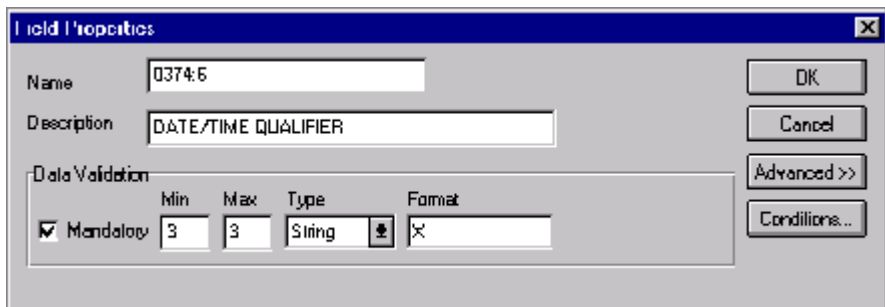 Field Properties
Name
0374:6
OK
Description
DATE/TIME QUALIFIER
Cancel
Data Validation
Advanced >>
Min
Max
Type
Format
Mandatory
3
3
String
X
Conditions...